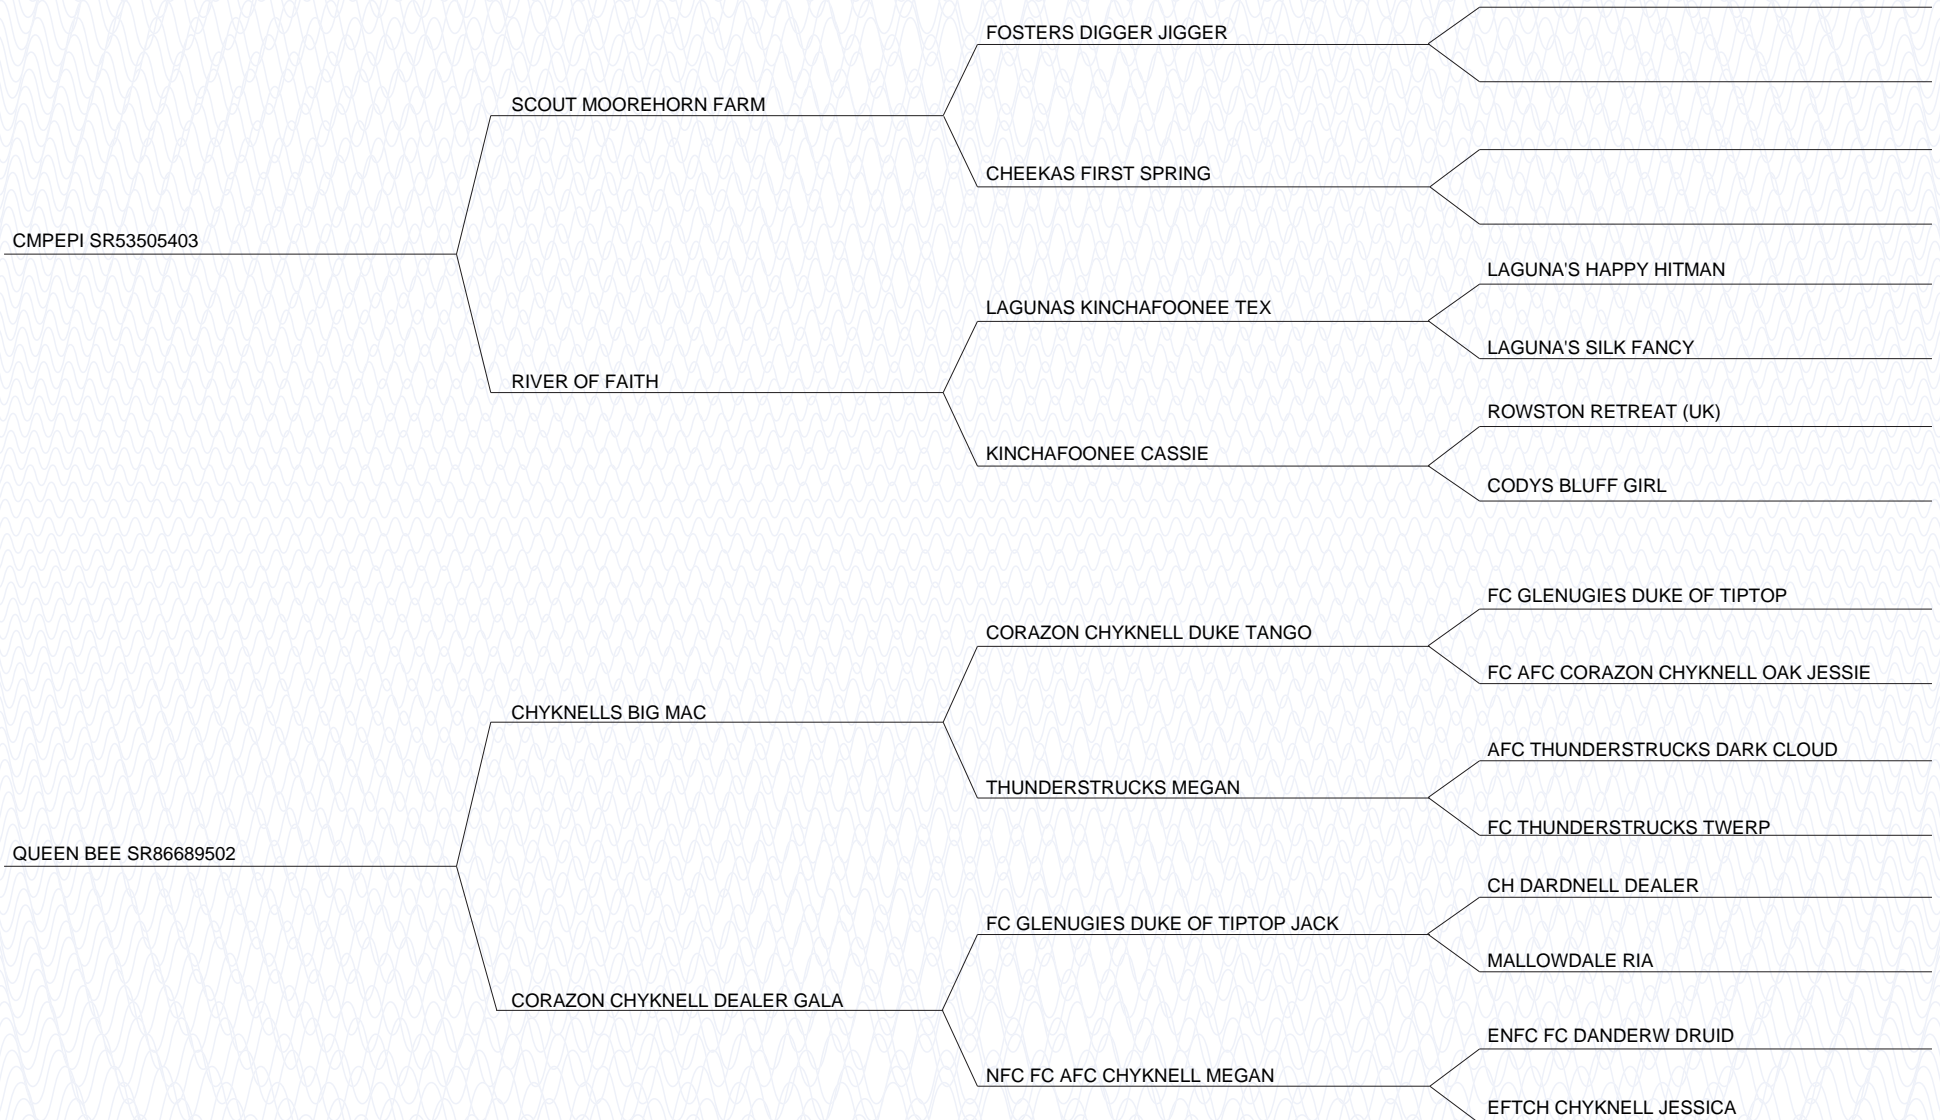 FOSTERS DIGGER JIGGER
SCOUT MOOREHORN FARM
CHEEKAS FIRST SPRING
CMPEPI SR53505403
LAGUNA'S HAPPY HITMAN
LAGUNAS KINCHAFOONEE TEX
LAGUNA'S SILK FANCY
RIVER OF FAITH
ROWSTON RETREAT (UK)
KINCHAFOONEE CASSIE
CODYS BLUFF GIRL
FC GLENUGIES DUKE OF TIPTOP
CORAZON CHYKNELL DUKE TANGO
FC AFC CORAZON CHYKNELL OAK JESSIE
CHYKNELLS BIG MAC
AFC THUNDERSTRUCKS DARK CLOUD
THUNDERSTRUCKS MEGAN
FC THUNDERSTRUCKS TWERP
QUEEN BEE SR86689502
CH DARDNELL DEALER
FC GLENUGIES DUKE OF TIPTOP JACK
MALLOWDALE RIA
CORAZON CHYKNELL DEALER GALA
ENFC FC DANDERW DRUID
NFC FC AFC CHYKNELL MEGAN
EFTCH CHYKNELL JESSICA